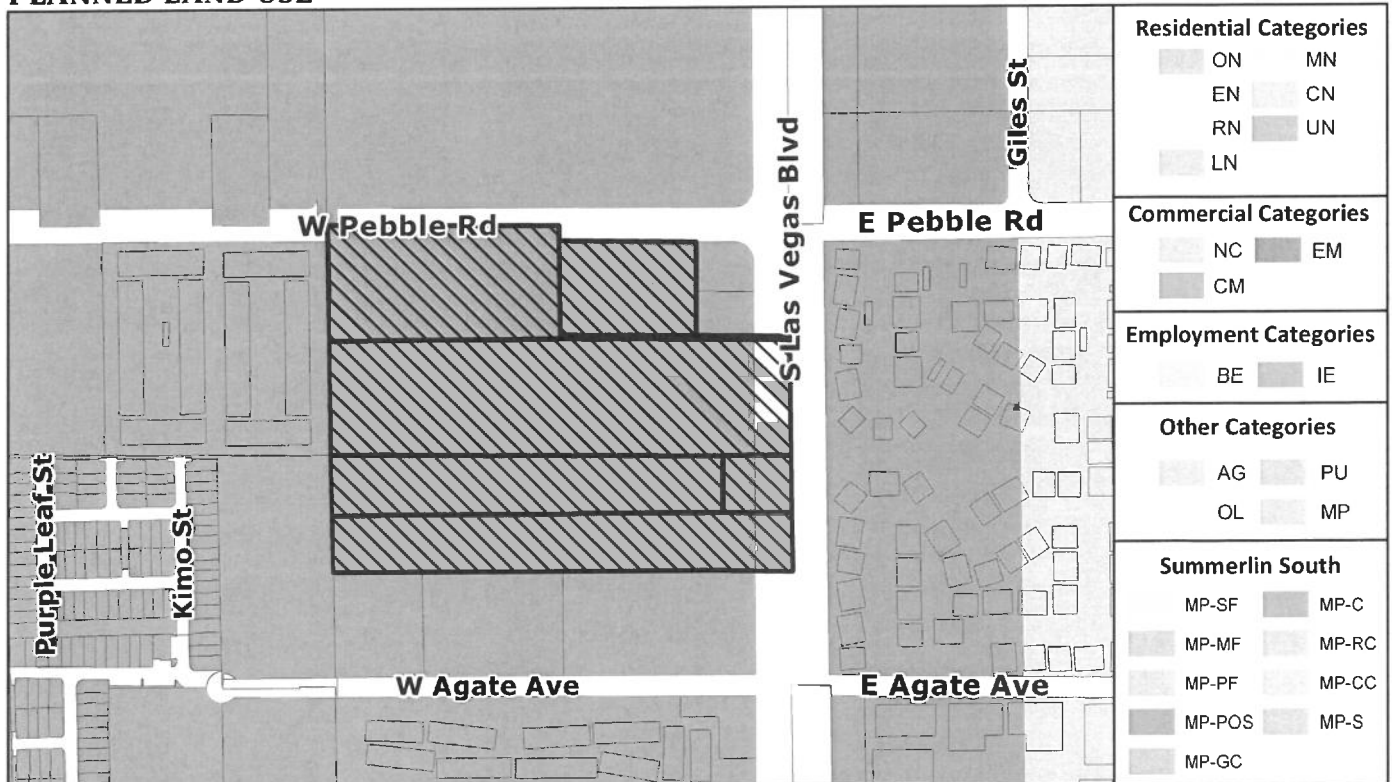 PLANNED LAND USE
W Pebble Rd
E Pebble Rd
Giles St
S Las Vegas Blvd
Purple Leaf St
Kimo St
W Agate Ave
E Agate Ave
Residential Categories
ON MN
EN CN
RN UN
LN
Commercial Categories
NC EM
CM
Employment Categories
BE IE
Other Categories
AG PU
OL MP
Summerlin South
MP-SF MP-C
MP-MF MP-RC
MP-PF MP-CC
MP-POS MP-S
MP-GC